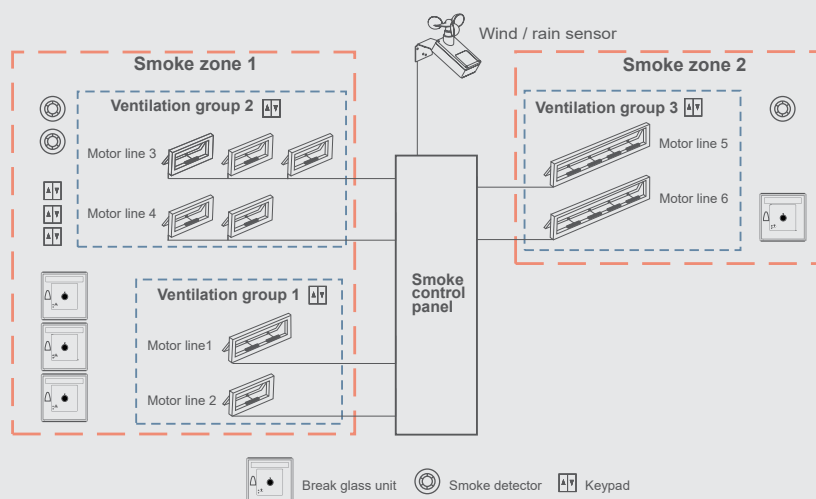 Wind / rain sensor
Smoke zone 1
Smoke zone 2
Ventilation group 2
Ventilation group 3
Motor line 3
Motor line 5
Motor line 4
Motor line 6
Smoke
control
panel
Ventilation group 1
Motor line1
Motor line 2
Break glass unit
Smoke detector
Keypad